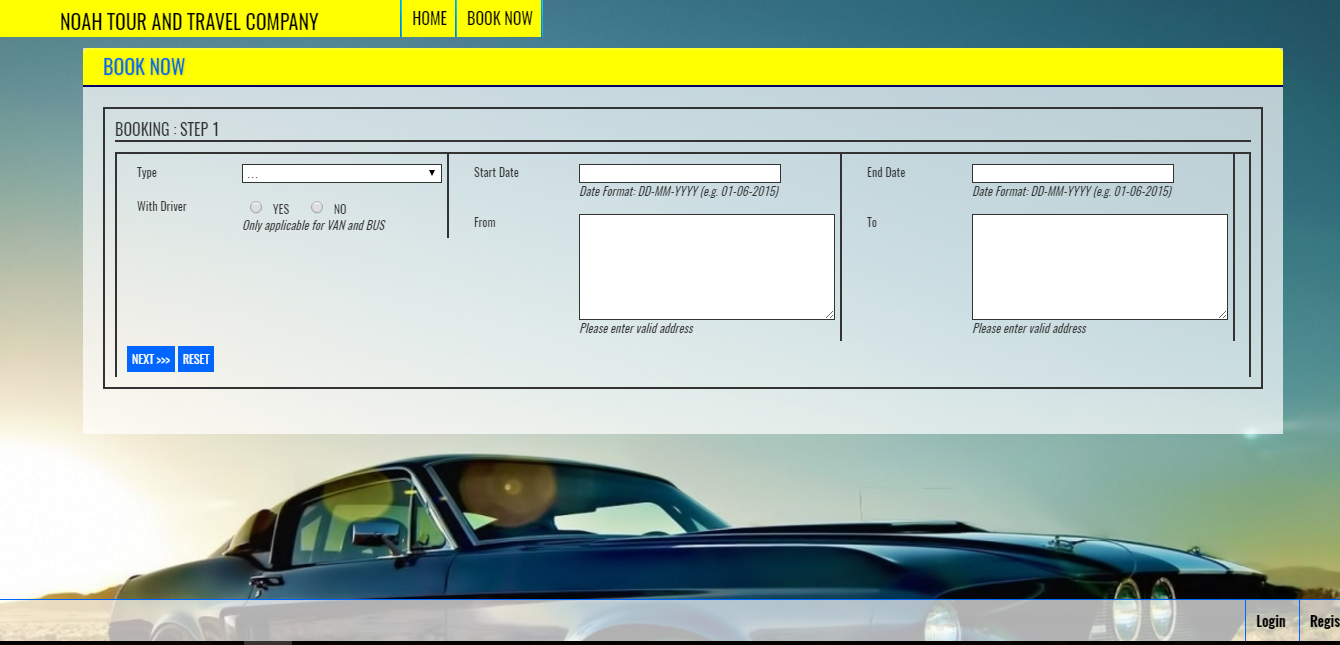 NOAH TOUR AND TRAVEL COMPANY
HOME
BOOK NOW
BOOK NOW
BOOKING : STEP 1
Type
...
With Driver
YES
NO
Only applicable for VAN and BUS
Start Date
Date Format: DD-MM-YYYY (e.g. 01-06-2015)
From
Please enter valid address
End Date
Date Format: DD-MM-YYYY (e.g. 01-06-2015)
To
Please enter valid address
NEXT >>>
RESET
Login
Regis